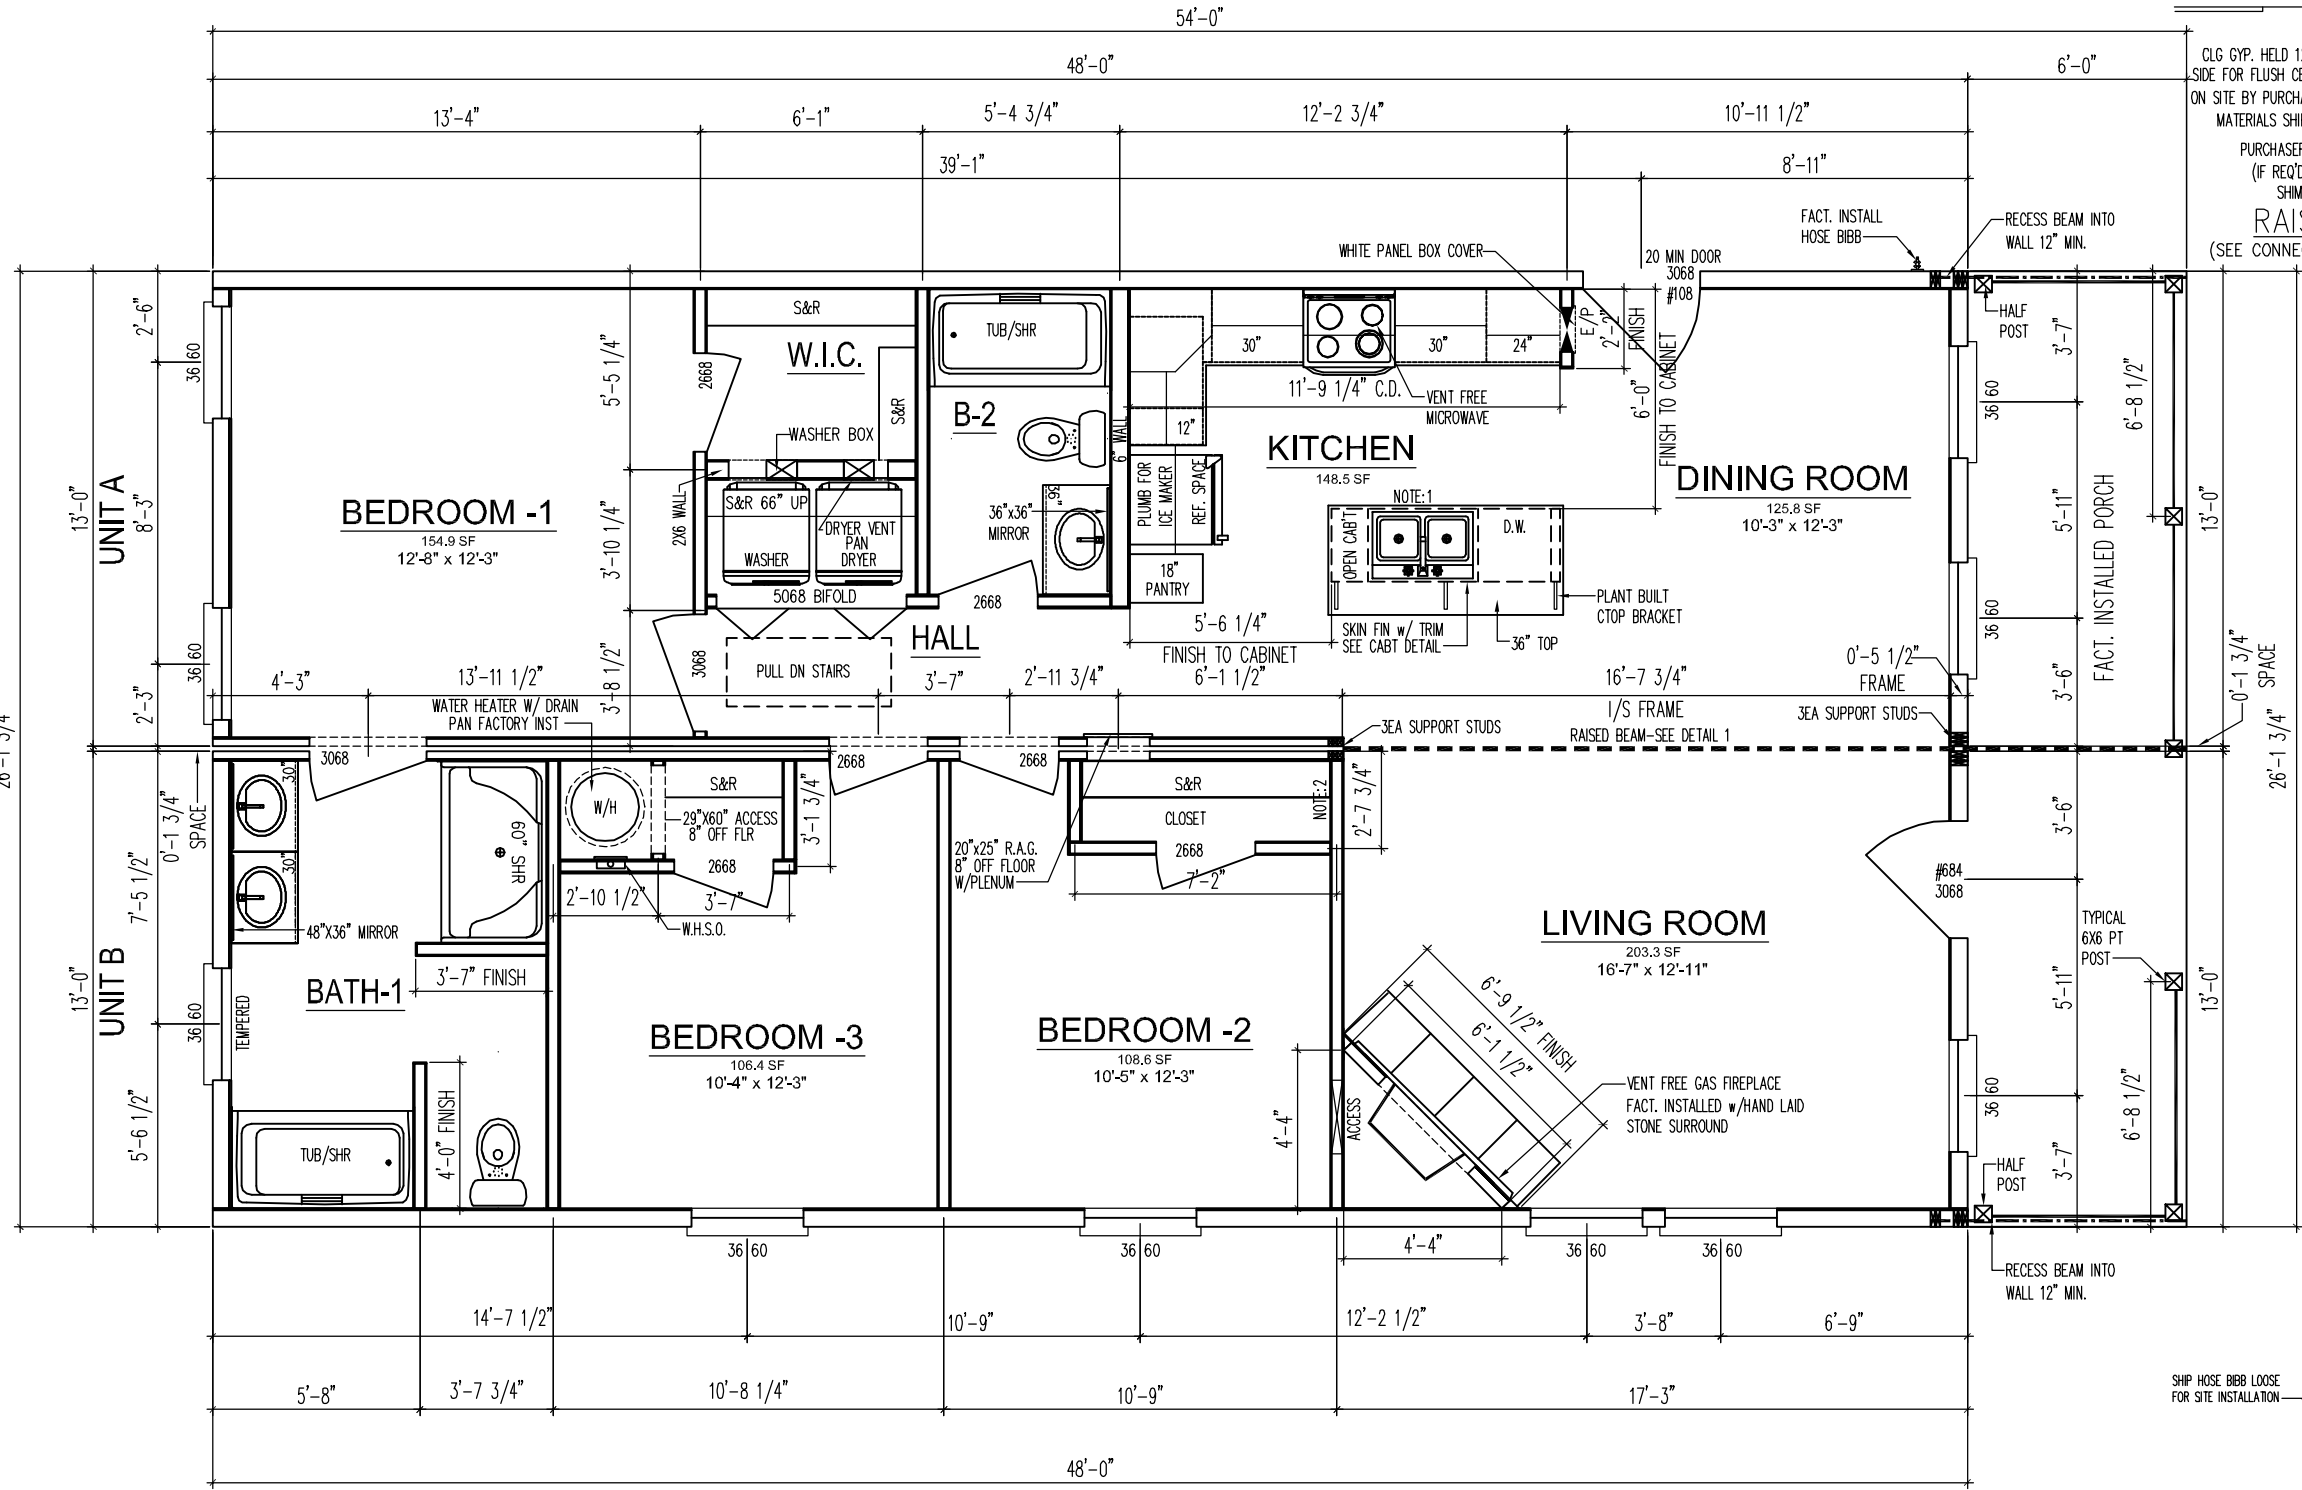 54'-0"
48'-0"
6'-0"
CLG GYP. HELD
SIDE FOR FLUSH
ON SITE BY
MATERIALS
(IF REQ'D
(SEE
13'-4"
6'-1"
5'-4 3/4"
12'-2 3/4"
10'-11 1/2"
39'-1"
8'-11"
FACT. INSTALL
HOSE BIBB
RECESS BEAM INTO
WALL 12" MIN.
WHITE PANEL BOX COVER
20 MIN DOOR
3068
#108
HALF
POST
2'-6"
36 60
8'-3"
36 60
2'-3"
13'-0"
UNIT A
BEDROOM -1
154.9 SF
12'-8" x 12'-3"
5'-5 1/4"
3'-10 1/4"
3'-8 1/2"
2668
S&R
W.I.C.
S&R
WASHER BOX
2X6 WALL
S&R 66" UP
DRYER VENT
PAN
WASHER
DRYER
5068 BIFOLD
TUB/SHR
B-2
36"
36"x36"
MIRROR
2668
6" WALL
HALL
3068
PULL DN STAIRS
30"
30"
24"
12"
11'-9 1/4" C.D.
VENT FREE
MICROWAVE
E/P
2'-2"
FINISH
6'-0"
FINISH TO CABINET
KITCHEN
148.5 SF
PLUMB FOR
ICE MAKER
REF. SPACE
18"
PANTRY
NOTE:1
OPEN CAB'T
D.W.
5'-6 1/4"
FINISH TO CABINET
SKIN FIN w/ TRIM
SEE CABT DETAIL
36" TOP
PLANT BUILT
CTOP BRACKET
DINING ROOM
125.8 SF
10'-3" x 12'-3"
36 60
36 60
3'-7"
5'-11"
3'-6"
6'-8 1/2"
FACT. INSTALLED PORCH
13'-0"
0'-1 3/4"
SPACE
26'-1 3/4"
4'-3"
13'-11 1/2"
3'-7"
2'-11 3/4"
6'-1 1/2"
16'-7 3/4"
I/S FRAME
0'-5 1/2"
FRAME
RAISED BEAM-SEE DETAIL 1
3EA SUPPORT STUDS
3EA SUPPORT STUDS
WATER HEATER W/ DRAIN
PAN FACTORY INST
26'-1 3/4"
0'-1 3/4"
SPACE
7'-5 1/2"
5'-6 1/2"
13'-0"
UNIT B
3068
30"
30"
60" SHR
48"X36" MIRROR
3'-7" FINISH
BATH-1
TEMPERED
36 60
TUB/SHR
4'-0" FINISH
W/H
S&R
29"X60" ACCESS
8" OFF FLR
2668
2668
3'-1 3/4"
2'-10 1/2"
3'-7"
W.H.S.O.
BEDROOM -3
106.4 SF
10'-4" x 12'-3"
2668
S&R
CLOSET
2668
NOTE:2
2'-7 3/4"
20"x25" R.A.G.
8" OFF FLOOR
W/PLENUM
7'-2"
BEDROOM -2
108.6 SF
10'-5" x 12'-3"
4'-4"
ACCESS
LIVING ROOM
203.3 SF
16'-7" x 12'-11"
6'-9 1/2" FINISH
6'-1 1/2"
VENT FREE GAS FIREPLACE
FACT. INSTALLED w/HAND LAID
STONE SURROUND
#684
3068
36 60
3'-6"
5'-11"
3'-7"
TYPICAL
6X6 PT
POST
6'-8 1/2"
13'-0"
HALF
POST
RECESS BEAM INTO
WALL 12" MIN.
36 60
36 60
36 60
36 60
4'-4"
14'-7 1/2"
10'-9"
12'-2 1/2"
3'-8"
6'-9"
5'-8"
3'-7 3/4"
10'-8 1/4"
10'-9"
17'-3"
SHIP HOSE BIBB LOOSE
FOR SITE INSTALLATION
48'-0"